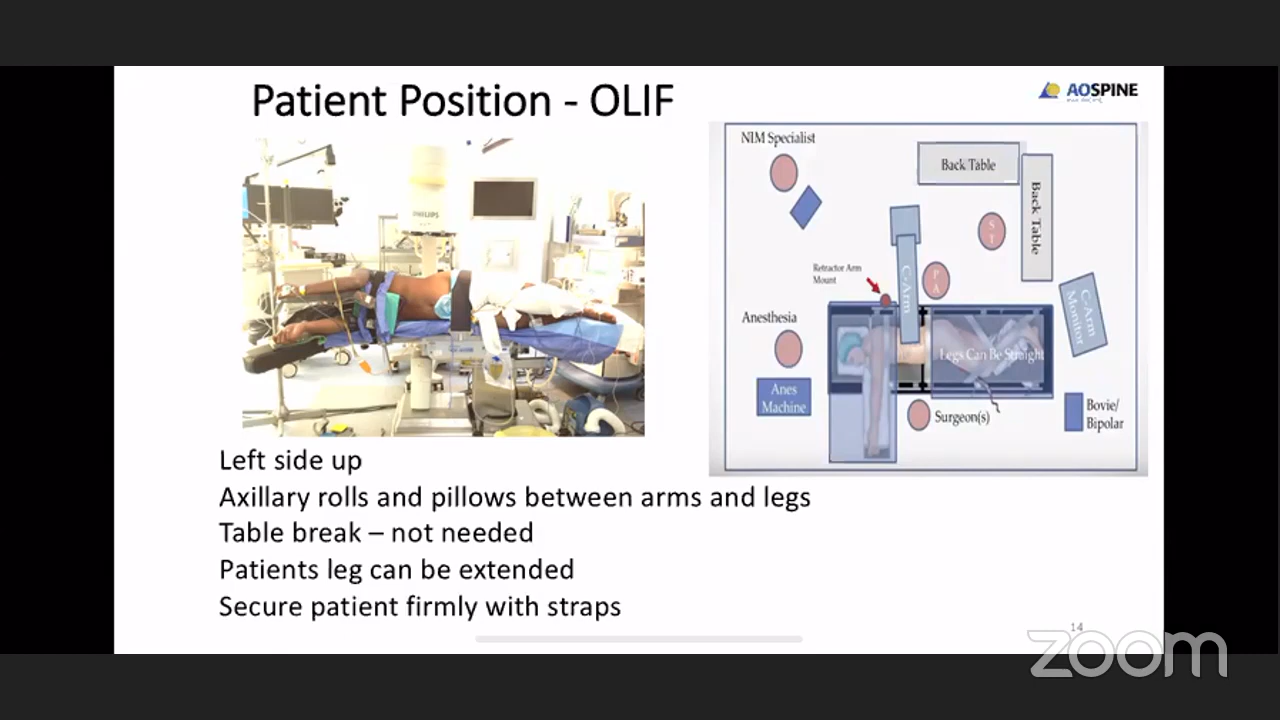 Patient Position - OLIF
AOSPINE
PHILIPS
NIM Specialist
Back Table
Back Table
S
T
Retractor Arm
Mount
C-Arm
P
A
C-Arm
Monitor
Anesthesia
Legs Can Be Straight
Anes
Machine
Surgeon(s)
Bovie/
Bipolar
Left side up
Axillary rolls and pillows between arms and legs
Table break – not needed
Patients leg can be extended
Secure patient firmly with straps
14
zoom